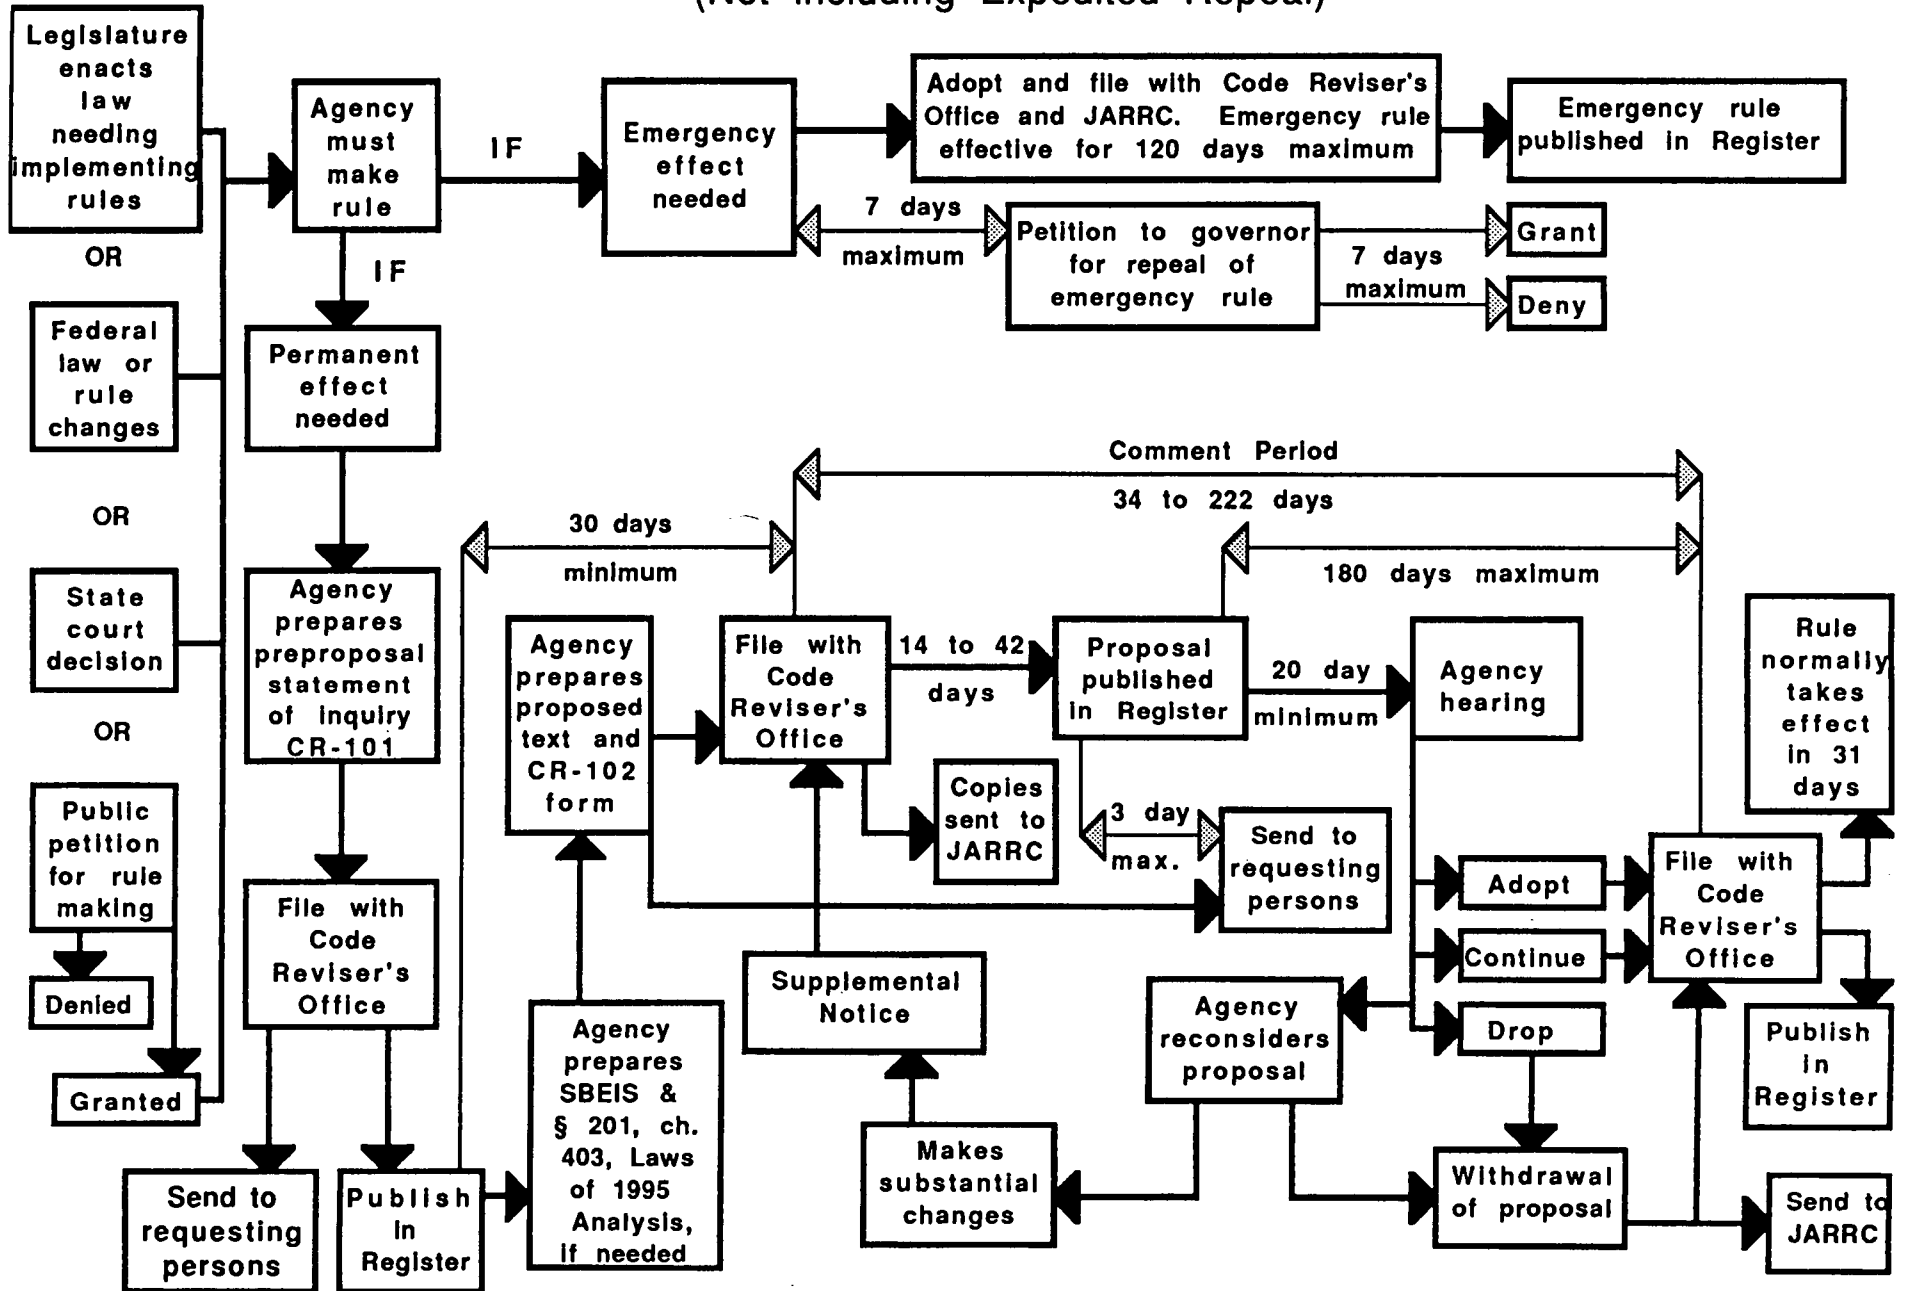 (Not Including Expedited Repeal)
Legislature
enacts
law
needing
implementing
rules
OR
Federal
law or
rule
changes
OR
State
court
decision
OR
Public
petition
for rule
making
Denied
Granted
Agency
must
make
rule
IF
IF
Emergency
effect
needed
Adopt and file with Code Reviser's
Office and JARRC. Emergency rule
effective for 120 days maximum
Emergency rule
published in Register
7 days
maximum
Petition to governor
for repeal of
emergency rule
7 days
maximum
Grant
Deny
Permanent
effect
needed
Agency
prepares
preproposal
statement
of inquiry
CR-101
File with
Code
Reviser's
Office
Send to
requesting
persons
Publish
in
Register
30 days
minimum
Agency
prepares
SBEIS &
§ 201, ch.
403, Laws
of 1995
Analysis,
if needed
Agency
prepares
proposed
text and
CR-102
form
File with
Code
Reviser's
Office
Comment Period
34 to 222 days
180 days maximum
14 to 42
days
Proposal
published
in Register
20 day
minimum
Agency
hearing
Copies
sent to
JARRC
3 day
max.
Send to
requesting
persons
Supplemental
Notice
Makes
substantial
changes
Agency
reconsiders
proposal
Adopt
Continue
Drop
Withdrawal
of proposal
File with
Code
Reviser's
Office
Rule
normally
takes
effect
in 31
days
Publish
in
Register
Send to
JARRC